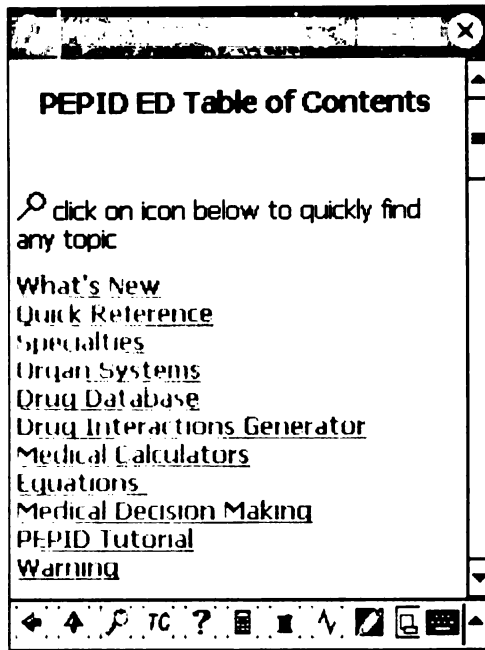 PEPID ED Table of Contents
click on icon below to quickly find
any topic
What's New
Quick Reference
Specialties
Organ Systems
Drug Database
Drug Interactions Generator
Medical Calculators
Equations
Medical Decision Making
PEPID Tutorial
Warning
TC ?